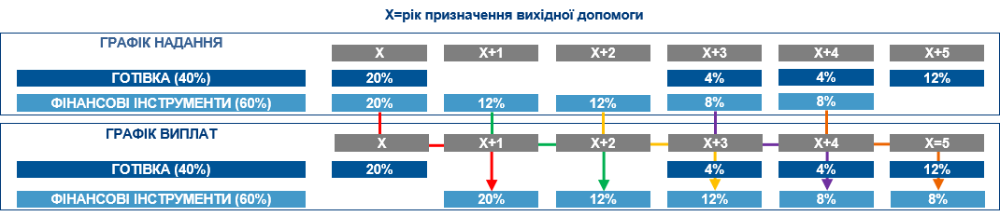 X=рік призначення вихідної допомоги
ГРАФІК НАДАННЯ X X+1 X+2 X+3 X+4 X+5
ГОТІВКА (40%) 20% 4% 4% 12%
ФІНАНСОВІ ІНСТРУМЕНТИ (60%) 20% 12% 12% 8% 8%
ГРАФІК ВИПЛАТ X X+1 X+2 X+3 X+4 X=5
ГОТІВКА (40%) 20% 4% 4% 12%
ФІНАНСОВІ ІНСТРУМЕНТИ (60%) 20% 12% 12% 8% 8%